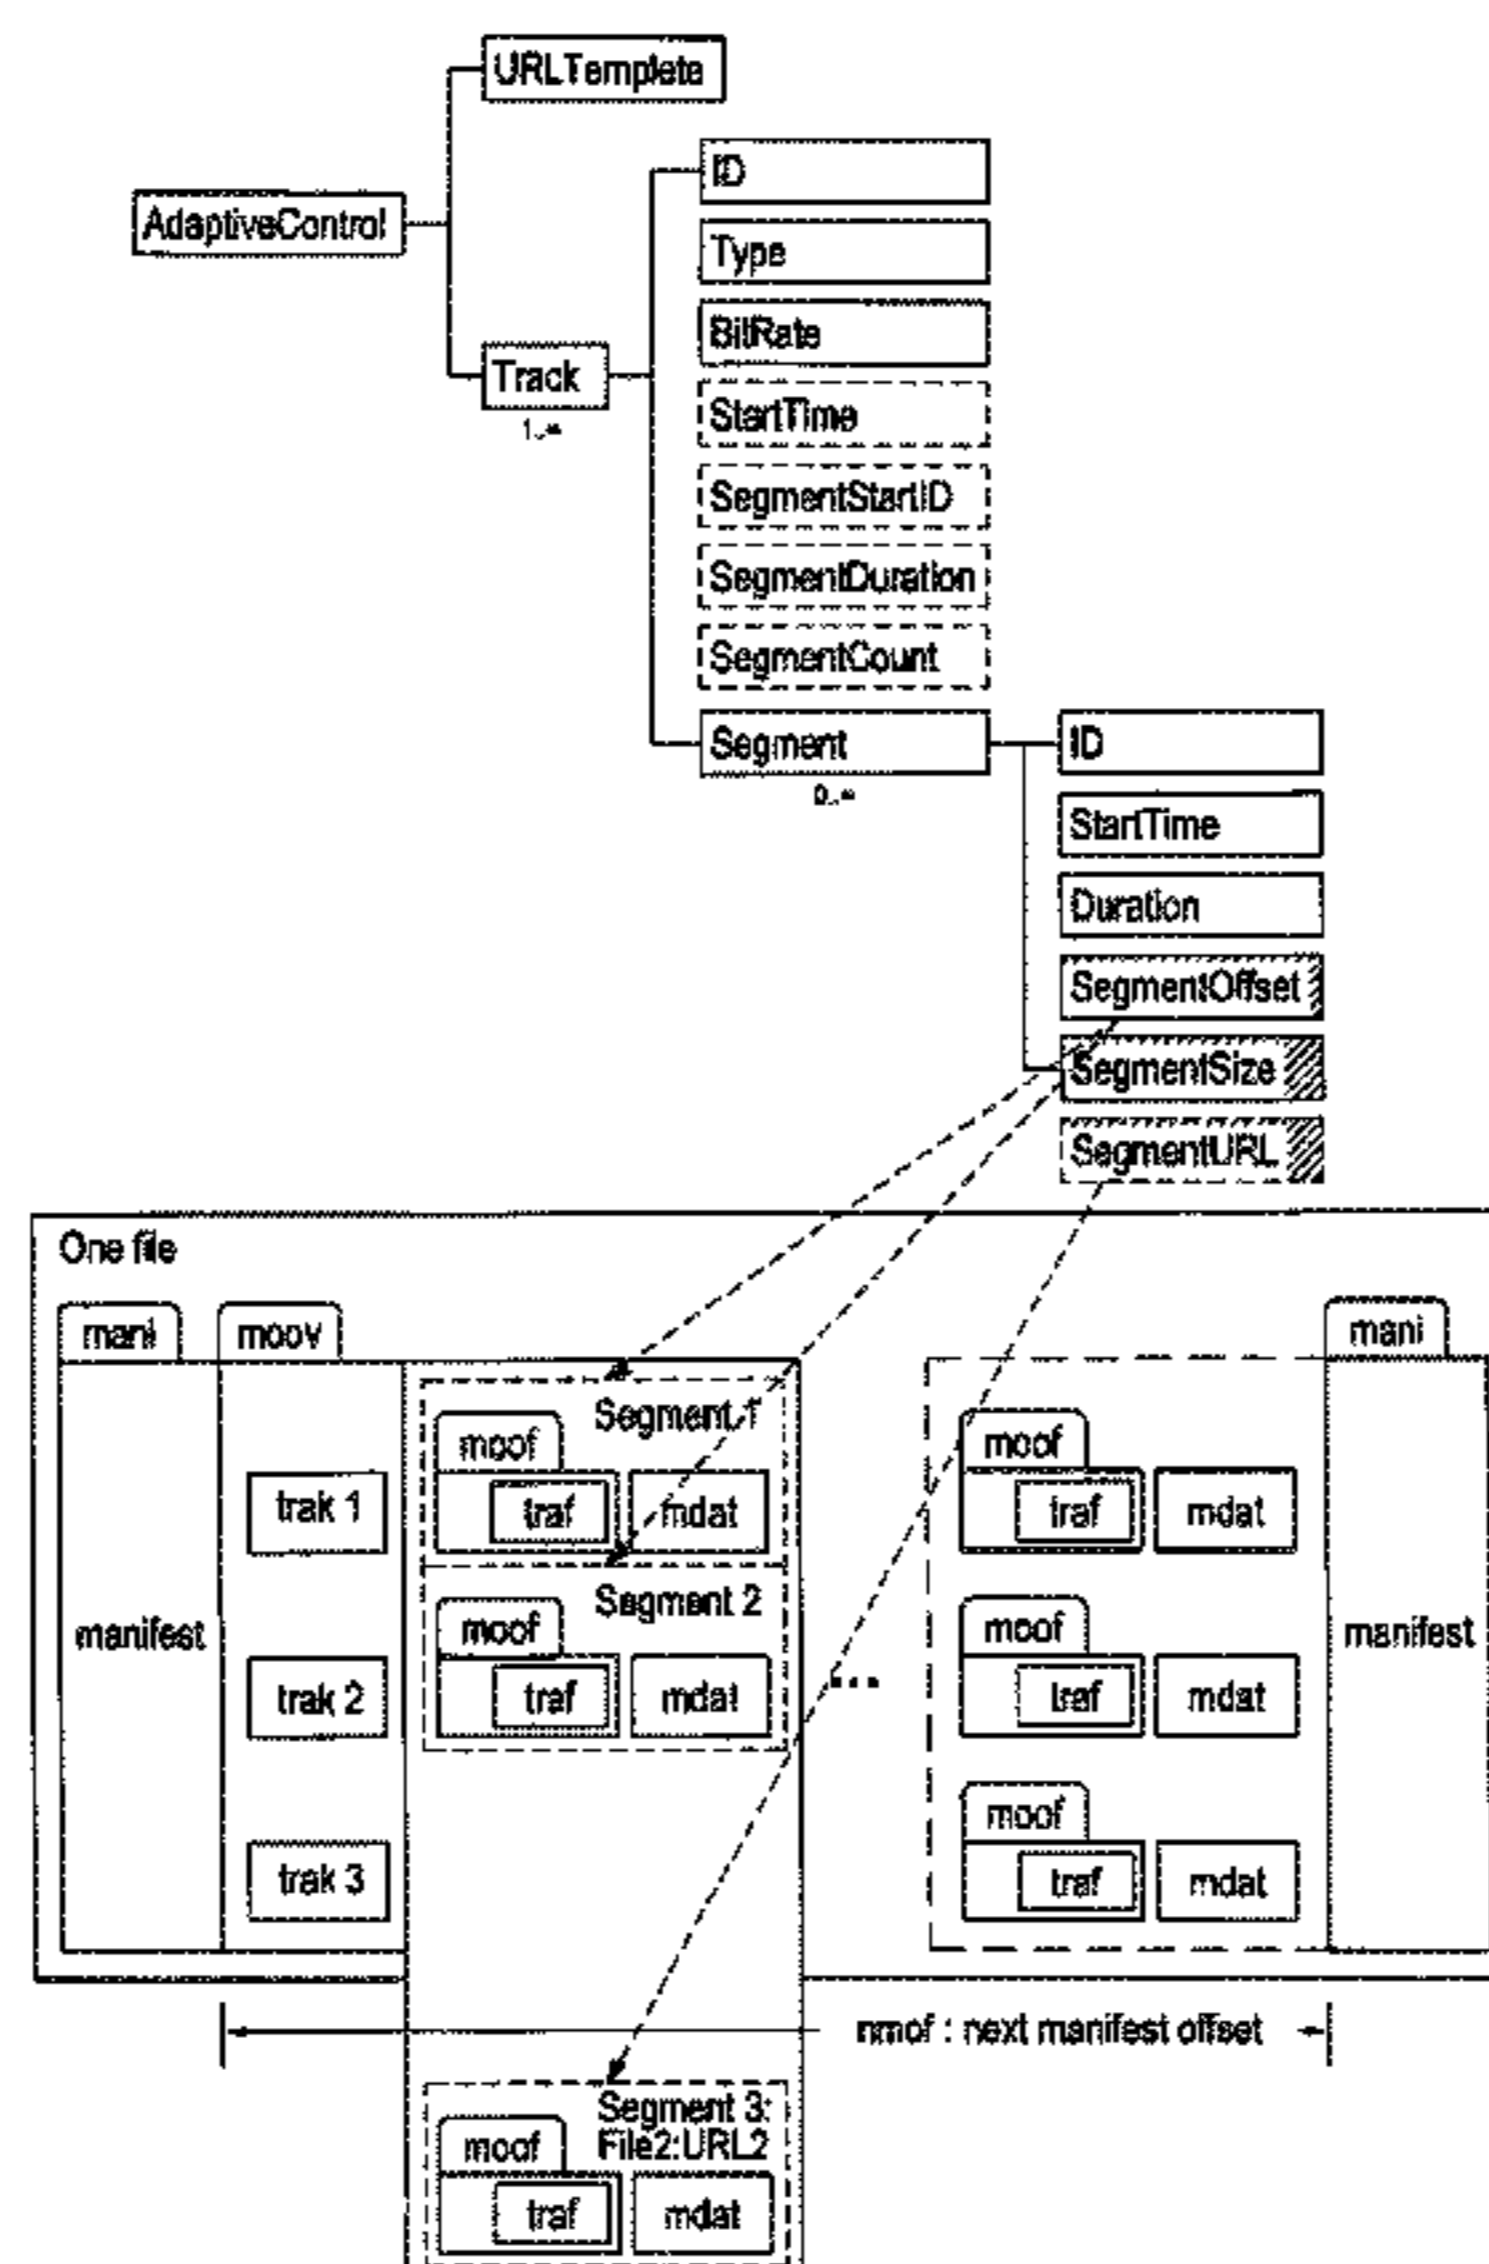 URLTemplete
ID
AdaptiveControl
Type
BitRate
Track
1..∞
StartTime
SegmentStartID
SegmentDuration
SegmentCount
Segment
0..∞
ID
StartTime
Duration
SegmentOffset
SegmentSize
SegmentURL
One file
mani
moov
mani
Segment 1
moof
traf
mdat
moof
traf
mdat
trak 1
Segment 2
moof
traf
mdat
...
moof
traf
mdat
manifest
manifest
trak 2
trak 3
moof
traf
mdat
nmof : next manifest offset
Segment 3:
File2:URL2
moof
traf
mdat